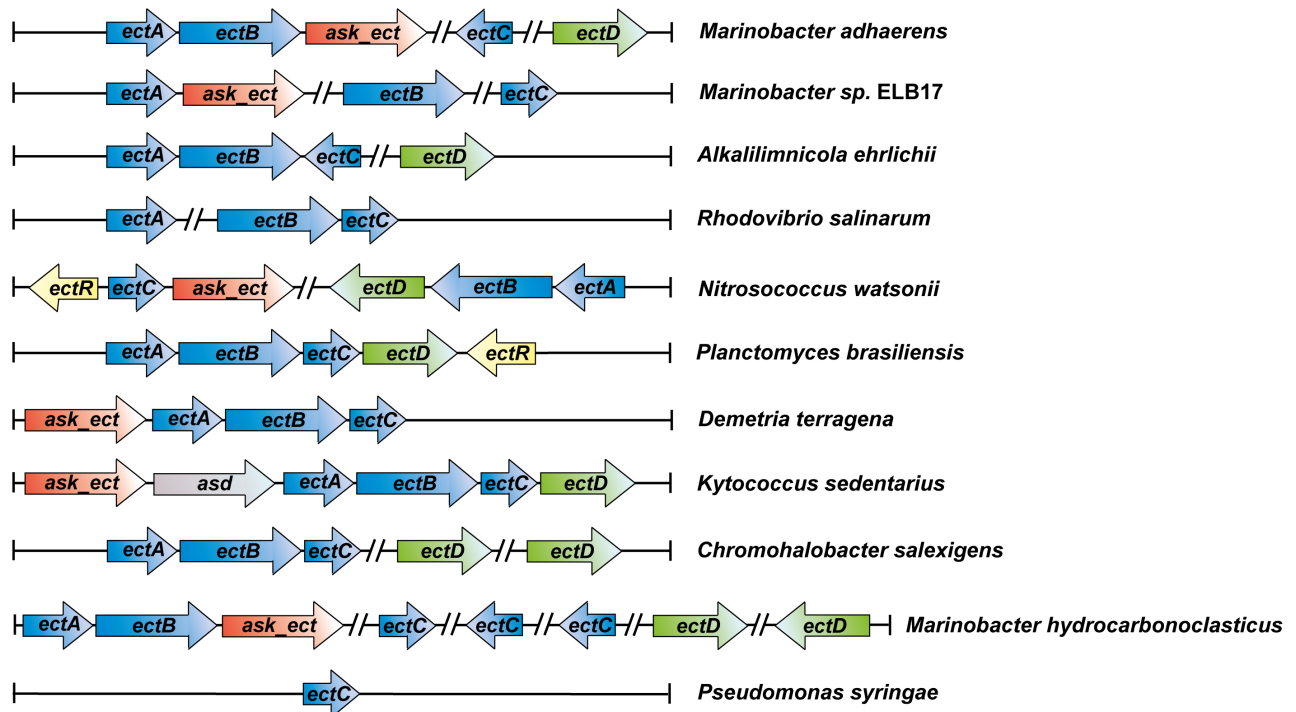 ectA ectB ask_ect ectC ectD Marinobacter adhaerens
ectA ask_ect ectB ectC Marinobacter sp. ELB17
ectA ectB ectC ectD Alkalilimnicola ehrlichii
ectA ectB ectC Rhodovibrio salinarum
ectR ectC ask_ect ectD ectB ectA Nitrosococcus watsonii
ectA ectB ectC ectD ectR Planctomyces brasiliensis
ask_ect ectA ectB ectC Demetria terragena
ask_ect asd ectA ectB ectC ectD Kytococcus sedentarius
ectA ectB ectC ectD ectD Chromohalobacter salexigens
ectA ectB ask_ect ectC ectC ectC ectD ectD Marinobacter hydrocarbonoclasticus
ectC Pseudomonas syringae